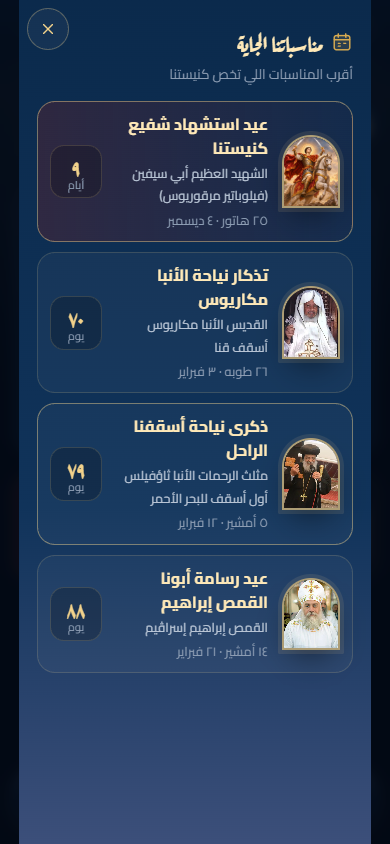 مناسباتنا الجاية
أقرب المناسبات اللي تخص كنيستنا
عيد استشهاد شفيع
كنيستنا
الشهيد العظيم أبي سيفين
(فيلوباتير مرقوريوس)
٢٥ هاتور · ٤ ديسمبر
٩
أيام
تذكار نياحة الأنبا
مكاريوس
القديس الأنبا مكاريوس
أسقف قنا
٢٦ طوبه · ٣ فبراير
٧٠
يوم
ذكرى نياحة أسقفنا
الراحل
مثلث الرحمات الأنبا ثاؤفيلس
أول أسقف للبحر الأحمر
٥ أمشير · ١٢ فبراير
٧٩
يوم
عيد رسامة أبونا
القمص إبراهيم
القمص إبراهيم إسراڤيم
١٤ أمشير · ٢١ فبراير
٨٨
يوم